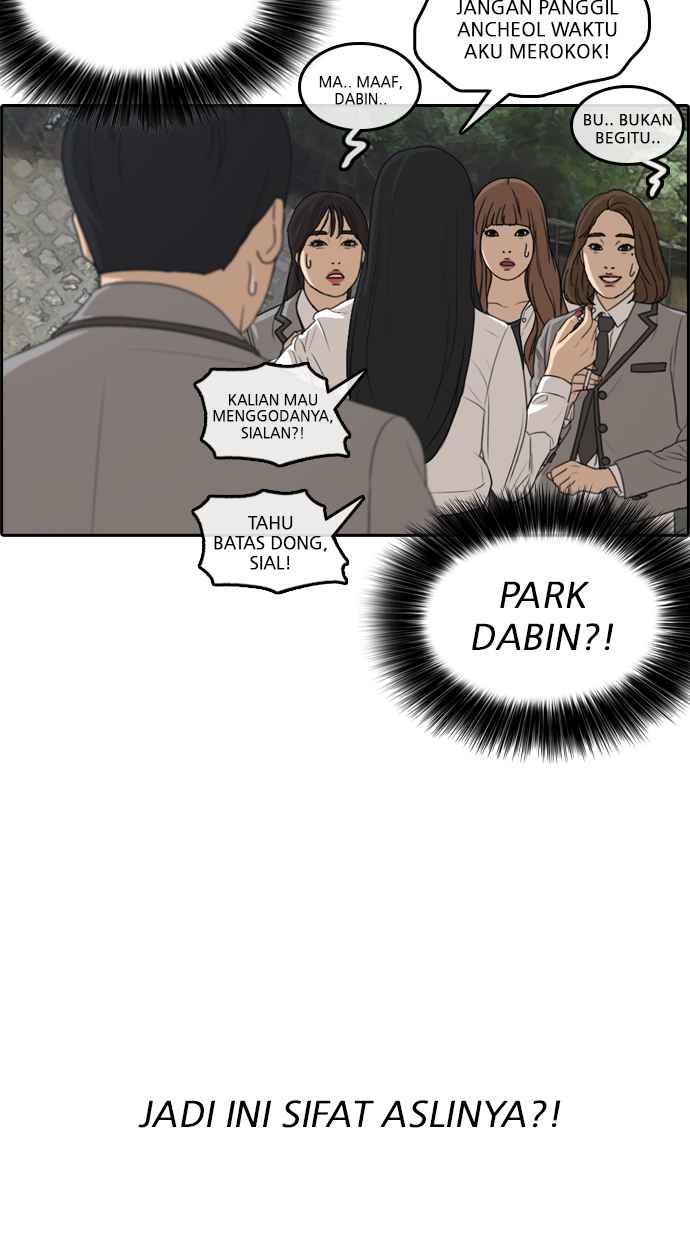 JANGAN PANGGIL
ANCHEOL WAKTU
AKU MEROKOK!
MA.. MAAF,
DABIN..
BU.. BUKAN
BEGITU..
KALIAN MAU
MENGGODANYA,
SIALAN?!
TAHU
BATAS DONG,
SIAL!
PARK
DABIN?!
JADI INI SIFAT ASLINYA?!